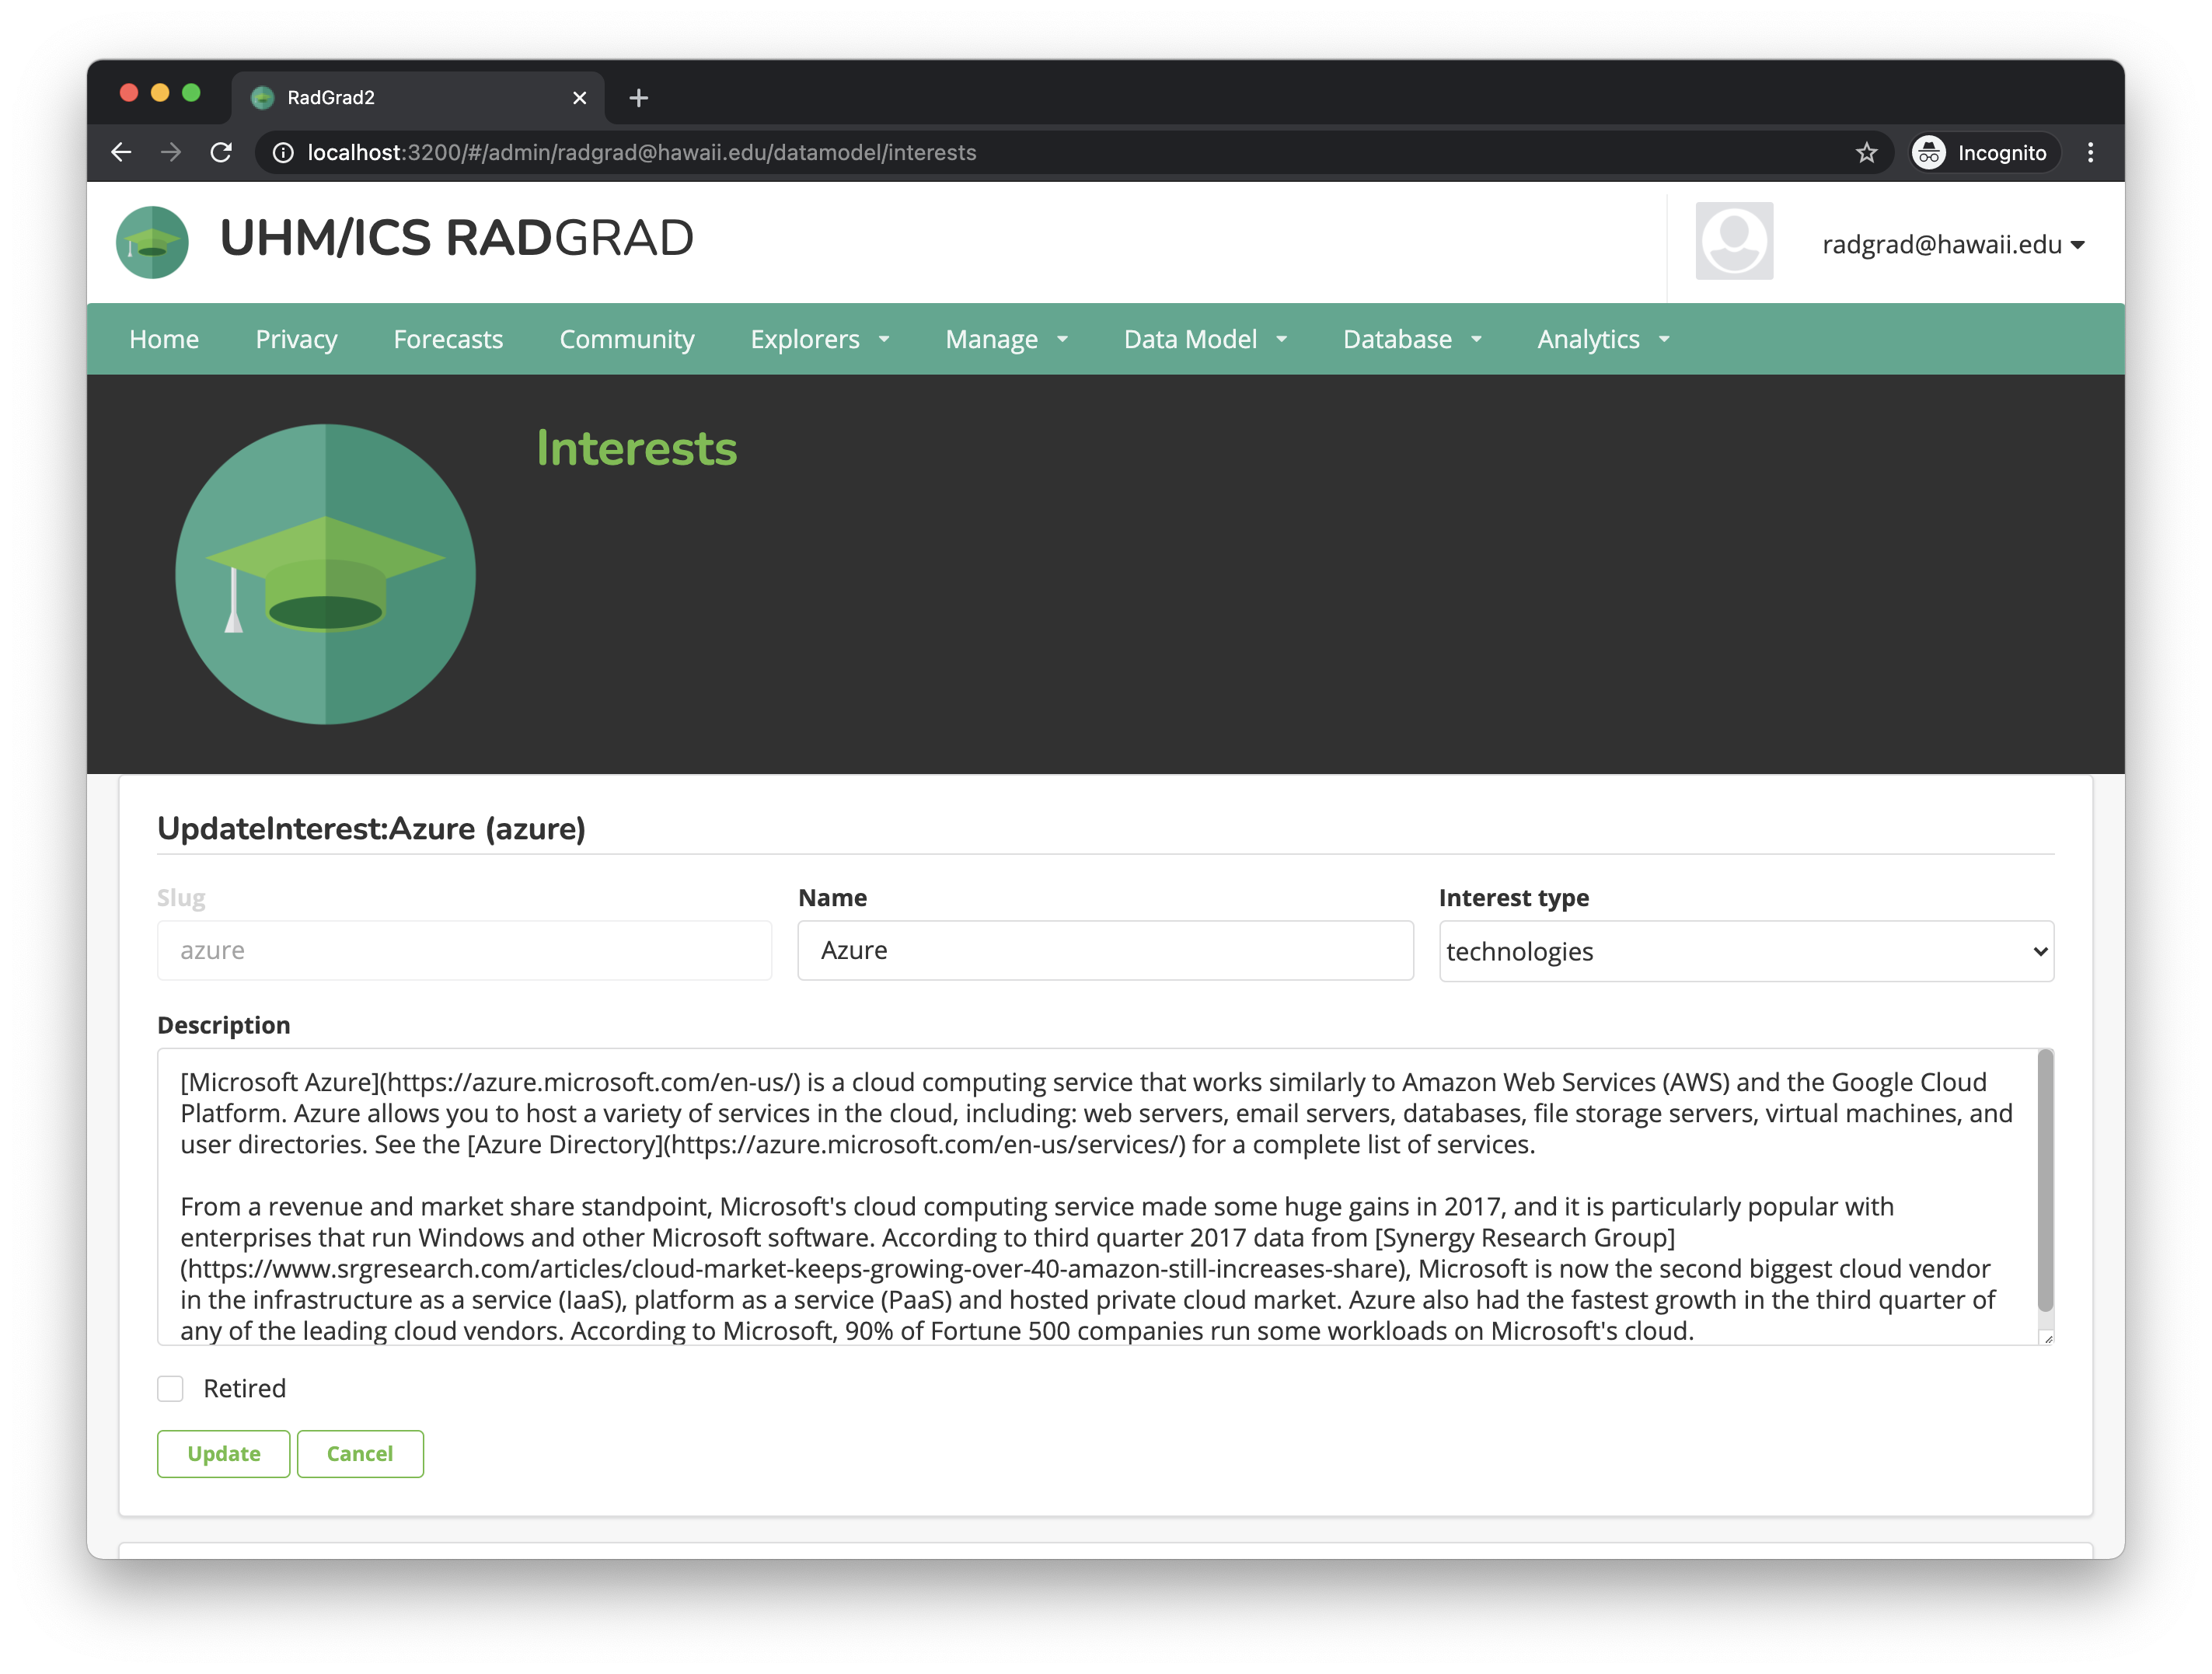 RadGrad2
localhost:3200/#/admin/radgrad@hawaii.edu/datamodel/interests
Incognito
UHM/ICS RADGRAD
radgrad@hawaii.edu
Home Privacy Forecasts Community Explorers Manage Data Model Database Analytics
Interests
UpdateInterest:Azure (azure)
Slug Name Interest type
azure Azure technologies
Description
[Microsoft Azure](https://azure.microsoft.com/en-us/) is a cloud computing service that works similarly to Amazon Web Services (AWS) and the Google Cloud
Platform. Azure allows you to host a variety of services in the cloud, including: web servers, email servers, databases, file storage servers, virtual machines, and
user directories. See the [Azure Directory](https://azure.microsoft.com/en-us/services/) for a complete list of services.
From a revenue and market share standpoint, Microsoft's cloud computing service made some huge gains in 2017, and it is particularly popular with
enterprises that run Windows and other Microsoft software. According to third quarter 2017 data from [Synergy Research Group]
(https://www.srgresearch.com/articles/cloud-market-keeps-growing-over-40-amazon-still-increases-share), Microsoft is now the second biggest cloud vendor
in the infrastructure as a service (IaaS), platform as a service (PaaS) and hosted private cloud market. Azure also had the fastest growth in the third quarter of
any of the leading cloud vendors. According to Microsoft, 90% of Fortune 500 companies run some workloads on Microsoft's cloud.
Retired
Update Cancel